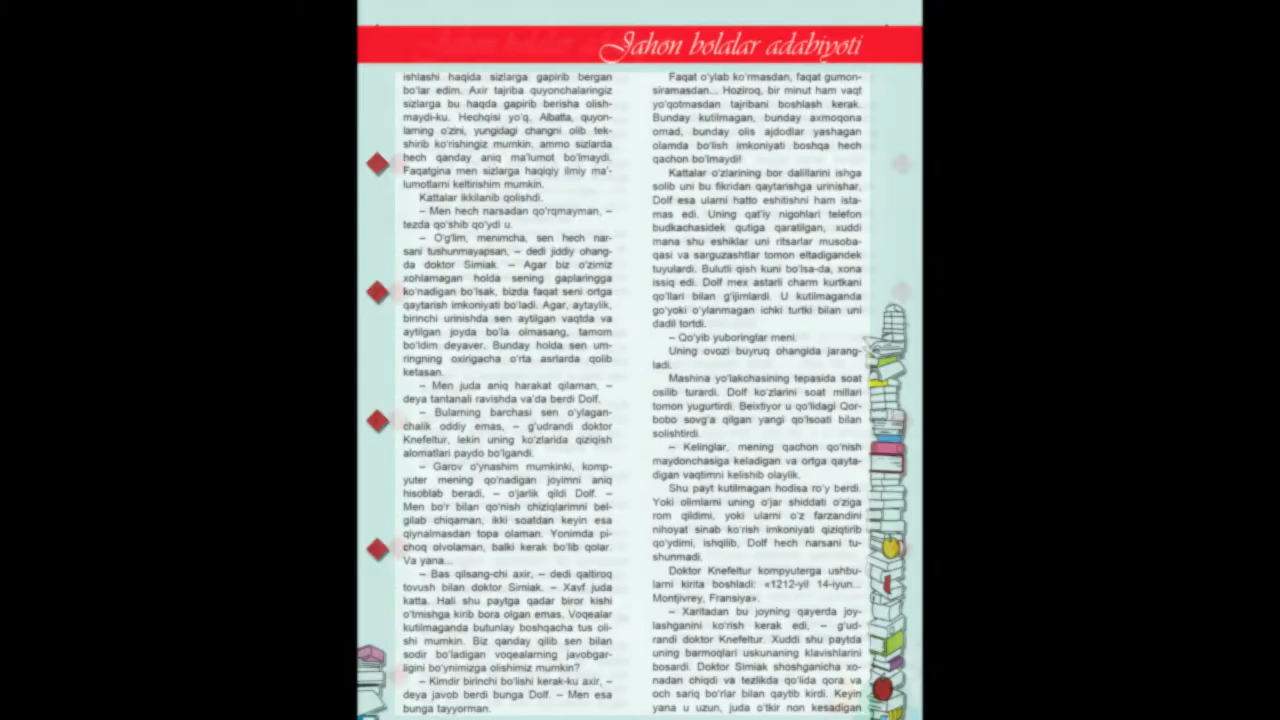 Jahon bolalar adabiyoti
ishlashi haqida sizlarga gapirib bergan
bo'lar edim. Axir tajriba quyonchalaringiz
sizlarga bu haqda gapirib berisha olish-
maydi-ku. Hechqisi yo'q. Albatta, quyon-
larning o'zini, yungidagi changni olib tek-
shirib ko'rishingiz mumkin, ammo sizlarda
hech qanday aniq ma'lumot bo'lmaydi.
Faqatgina men sizlarga haqiqiy ilmiy ma'-
lumotlarni keltirishim mumkin.
Kattalar ikkilanib qolishdi.
– Men hech narsadan qo'rqmayman, –
tezda qo'shib qo'ydi u.
– O'g'lim, menimcha, sen hech nar-
sani tushunmayapsan, – dedi jiddiy ohang-
da doktor Simiak. – Agar biz o'zimiz
xohlamagan holda sening gaplaringga
ko'nadigan bo'lsak, bizda faqat seni ortga
qaytarish imkoniyati bo'ladi. Agar, aytaylik,
birinchi urinishda sen aytilgan vaqtda va
aytilgan joyda bo'la olmasang, tamom
bo'ldim deyaver. Bunday holda sen um-
ringning oxirigacha o'rta asrlarda qolib
ketasan.
– Men juda aniq harakat qilaman, –
deya tantanali ravishda va'da berdi Dolf.
– Bularning barchasi sen o'ylagan-
chalik oddiy emas, – g'udrandi doktor
Knefeltur, lekin uning ko'zlarida qiziqish
alomatlari paydo bo'lgandi.
– Garov o'ynashim mumkinki, komp-
yuter mening qo'nadigan joyimni aniq
hisoblab beradi, – o'jarlik qildi Dolf. –
Men bo'r bilan qo'nish chiziqlarimni bel-
gilab chiqaman, ikki soatdan keyin esa
qiynalmasdan topa olaman. Yonimda pi-
choq olvolaman, balki kerak bo'lib qolar.
Va yana...
– Bas qilsang-chi axir, – dedi qaltiroq
tovush bilan doktor Simiak. – Xavf juda
katta. Hali shu paytga qadar biror kishi
o'tmishga kirib bora olgan emas. Voqealar
kutilmaganda butunlay boshqacha tus oli-
shi mumkin. Biz qanday qilib sen bilan
sodir bo'ladigan voqealarning javobgar-
ligini bo'ynimizga olishimiz mumkin?
– Kimdir birinchi bo'lishi kerak-ku axir, –
deya javob berdi bunga Dolf. – Men esa
bunga tayyorman.
Faqat o'ylab ko'rmasdan, faqat gumon-
siramasdan... Hoziroq, bir minut ham vaqt
yo'qotmasdan tajribani boshlash kerak.
Bunday kutilmagan, bunday axmoqona
omad, bunday olis ajdodlar yashagan
olamda bo'lish imkoniyati boshqa hech
qachon bo'lmaydi!
Kattalar o'zlarining bor dalillarini ishga
solib uni bu fikridan qaytarishga urinishar,
Dolf esa ularni hatto eshitishni ham ista-
mas edi. Uning qat'iy nigohlari telefon
budkachasidek qutiga qaratilgan, xuddi
mana shu eshiklar uni ritsarlar musoba-
qasi va sarguzashtlar tomon eltadigandek
tuyulardi. Bulutli qish kuni bo'lsa-da, xona
issiq edi. Dolf mex astarli charm kurtkani
qo'llari bilan g'ijimlardi. U kutilmaganda
go'yoki o'ylanmagan ichki turtki bilan uni
dadil tortdi.
– Qo'yib yuboringlar meni.
Uning ovozi buyruq ohangida jarang-
ladi.
Mashina yo'lakchasining tepasida soat
osilib turardi. Dolf ko'zlarini soat millari
tomon yugurtirdi. Beixtiyor u qo'lidagi Qor-
bobo sovg'a qilgan yangi qo'lsoati bilan
solishtirdi.
– Kelinglar, mening qachon qo'nish
maydonchasiga keladigan va ortga qayta-
digan vaqtimni kelishib olaylik.
Shu payt kutilmagan hodisa ro'y berdi.
Yoki olimlarni uning o'jar shiddati o'ziga
rom qildimi, yoki ularni o'z farzandini
nihoyat sinab ko'rish imkoniyati qiziqtirib
qo'ydimi, ishqilib, Dolf hech narsani tu-
shunmadi.
Doktor Knefeltur kompyuterga ushbu-
larni kirita boshladi: «1212-yil 14-iyun...
Montjivrey, Fransiya».
– Xaritadan bu joyning qayerda joy-
lashganini ko'rish kerak edi, – g'ud-
randi doktor Knefeltur. Xuddi shu paytda
uning barmoqlari uskunaning klavishlarini
bosardi. Doktor Simiak shoshganicha xo-
nadan chiqdi va tezlikda qo'lida qora va
och sariq bo'rlar bilan qaytib kirdi. Keyin
yana u uzun, juda o'tkir non kesadigan